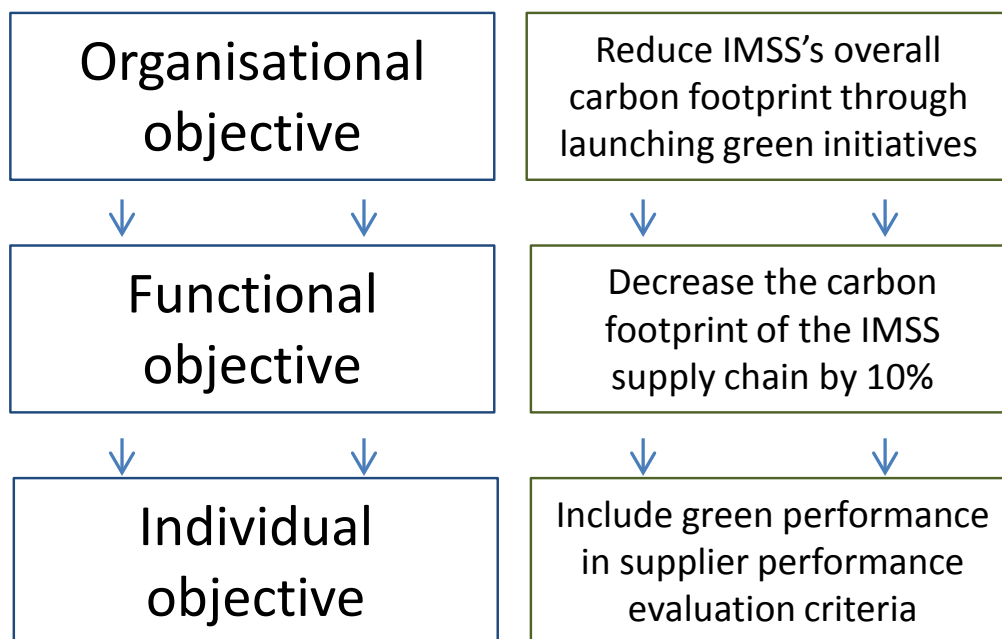 Organisational
objective
Reduce IMSS’s overall
carbon footprint through
launching green initiatives
Functional
objective
Decrease the carbon
footprint of the IMSS
supply chain by 10%
Individual
objective
Include green performance
in supplier performance
evaluation criteria